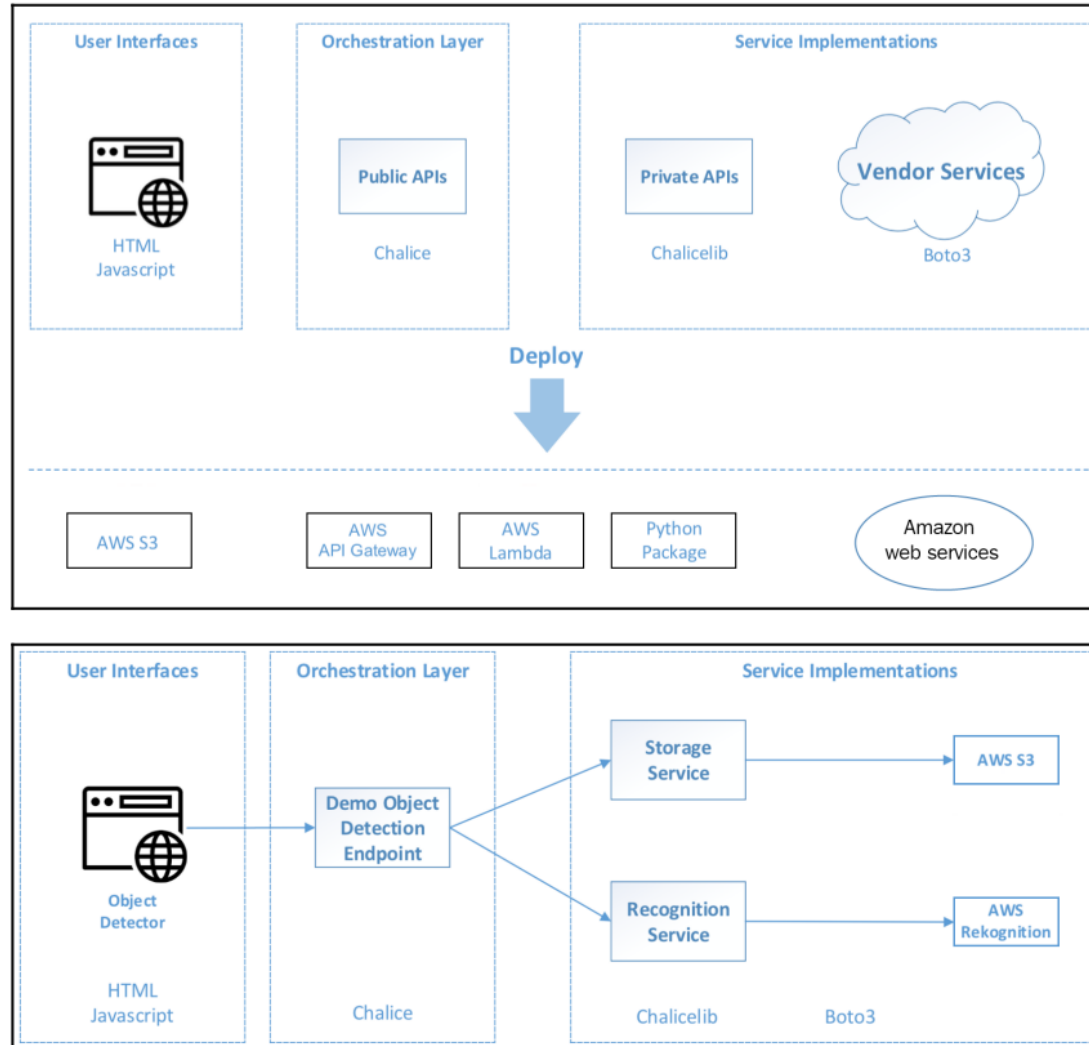 User Interfaces
Orchestration Layer
Service Implementations
Public APIs
Private APIs
Vendor Services
HTML
Javascript
Chalice
Chalicelib
Boto3
Deploy
AWS S3
AWS
API Gateway
AWS
Lambda
Python
Package
Amazon
web services
User Interfaces
Orchestration Layer
Service Implementations
Storage
Service
AWS S3
Demo Object
Detection
Endpoint
Object
Detector
Recognition
Service
AWS
Rekognition
HTML
Javascript
Chalice
Chalicelib
Boto3